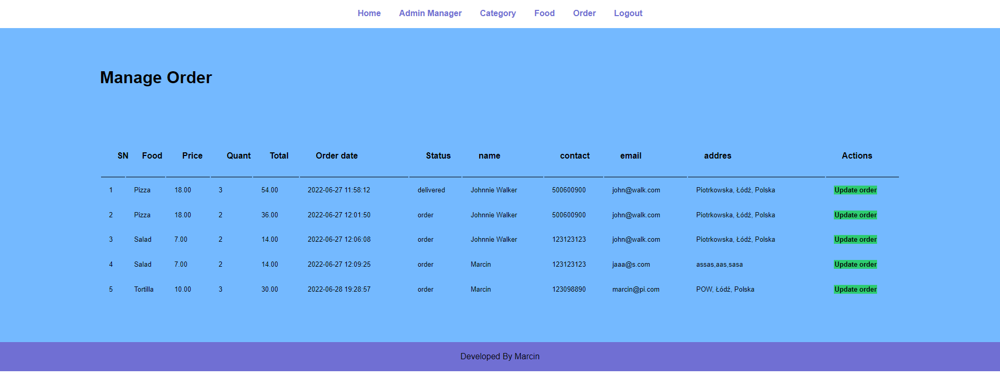 Home Admin Manager Category Food Order Logout
Manage Order
SN Food Price Quant Total Order date Status name contact email addres Actions
1 Pizza 18.00 3 54.00 2022-06-27 11:58:12 delivered Johnnie Walker 500600900 john@walk.com Piotrkowska, Łódź, Polska Update order
2 Pizza 18.00 2 36.00 2022-06-27 12:01:50 order Johnnie Walker 500600900 john@walk.com Piotrkowska, Łódź, Polska Update order
3 Salad 7.00 2 14.00 2022-06-27 12:06:08 order Johnnie Walker 123123123 john@walk.com Piotrkowska, Łódź, Polska Update order
4 Salad 7.00 2 14.00 2022-06-27 12:09:25 order Marcin 123123123 jaaa@s.com assas,aas,sasa Update order
5 Tortilla 10.00 3 30.00 2022-06-28 19:28:57 order Marcin 123098890 marcin@pi.com POW, Łódź, Polska Update order
Developed By Marcin